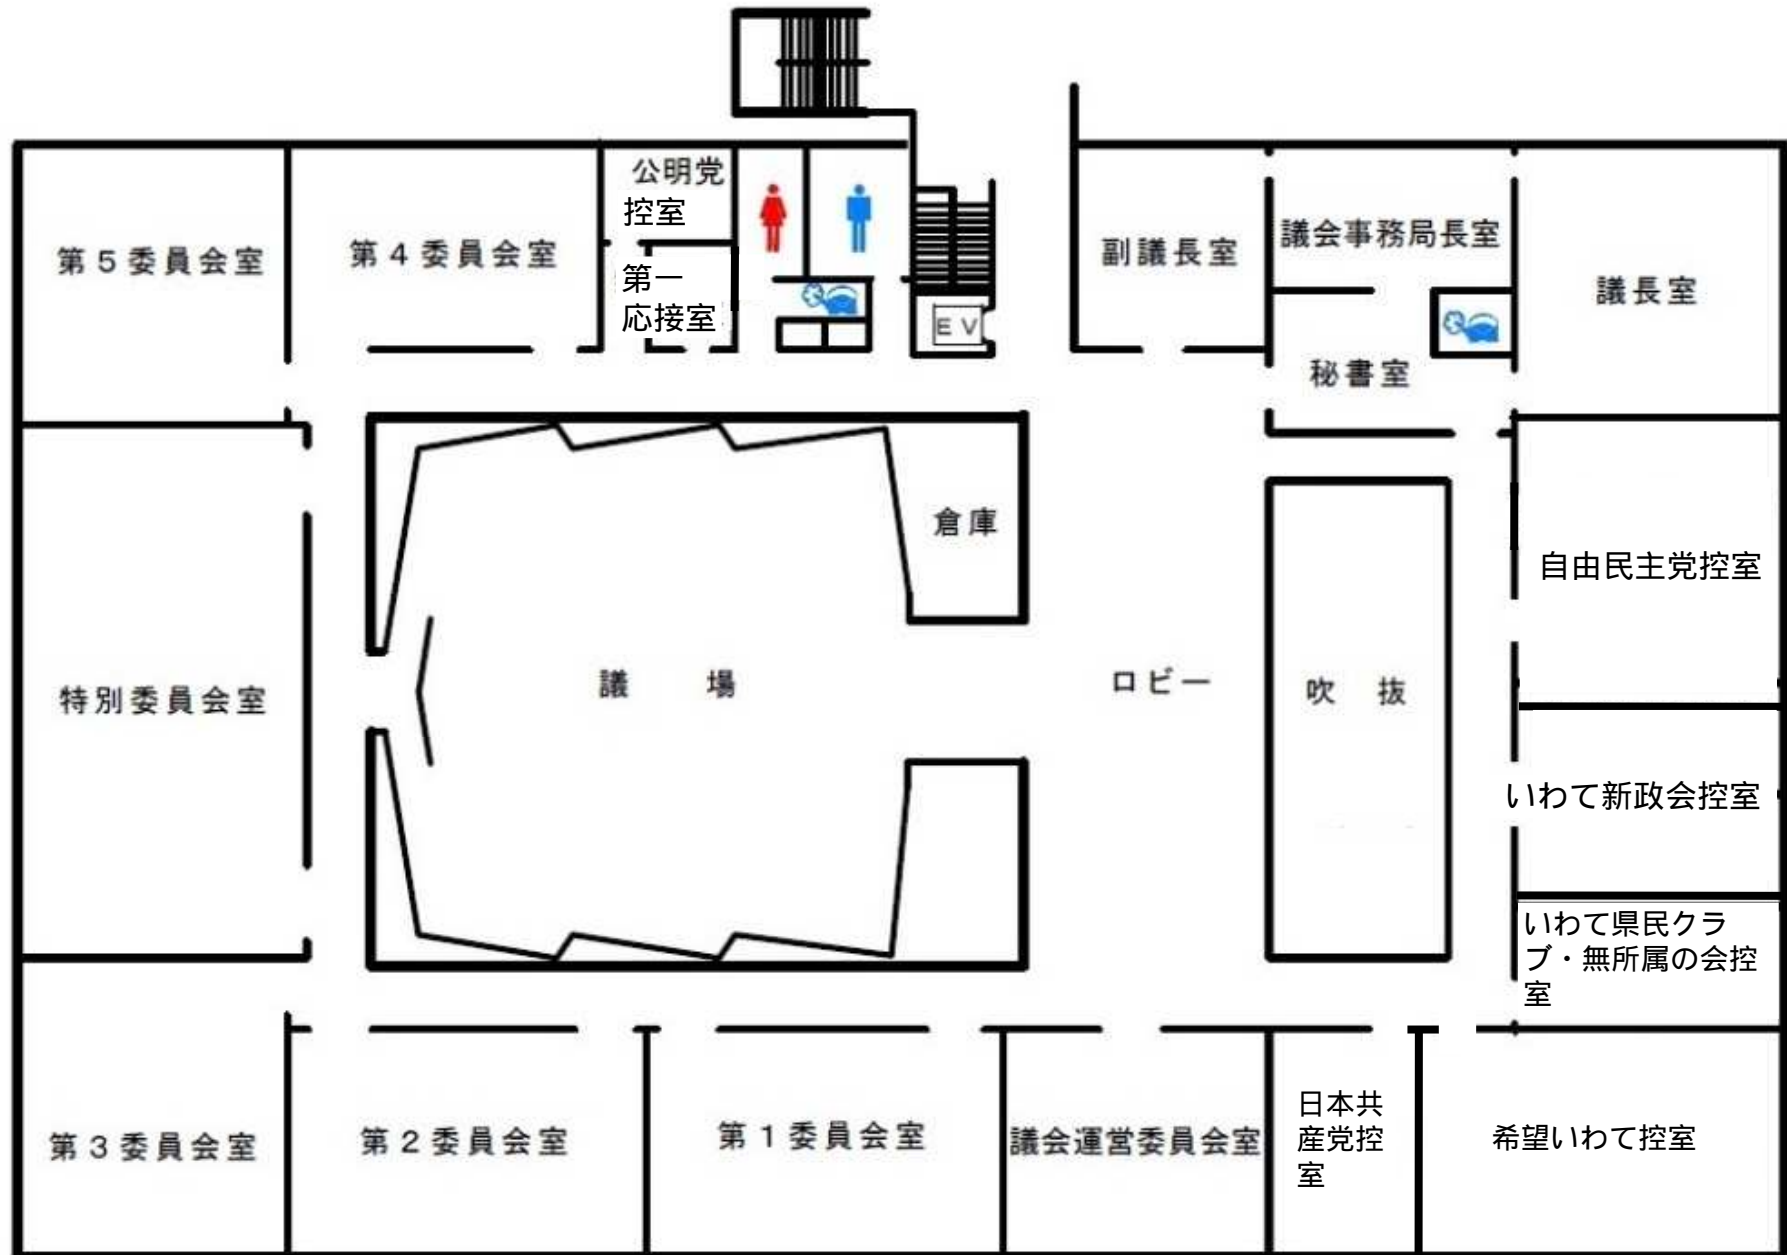 公明党
控室
第５委員会室
第４委員会室
第一
応接室
ＥＶ
副議長室
議会事務局長室
議長室
秘書室
倉庫
自由民主党控室
特別委員会室
議　場
ロビー
吹　抜
いわて新政会控室
いわて県民クラ
ブ・無所属の会控
室
第３委員会室
第２委員会室
第１委員会室
議会運営委員会室
日本共
産党控
室
希望いわて控室